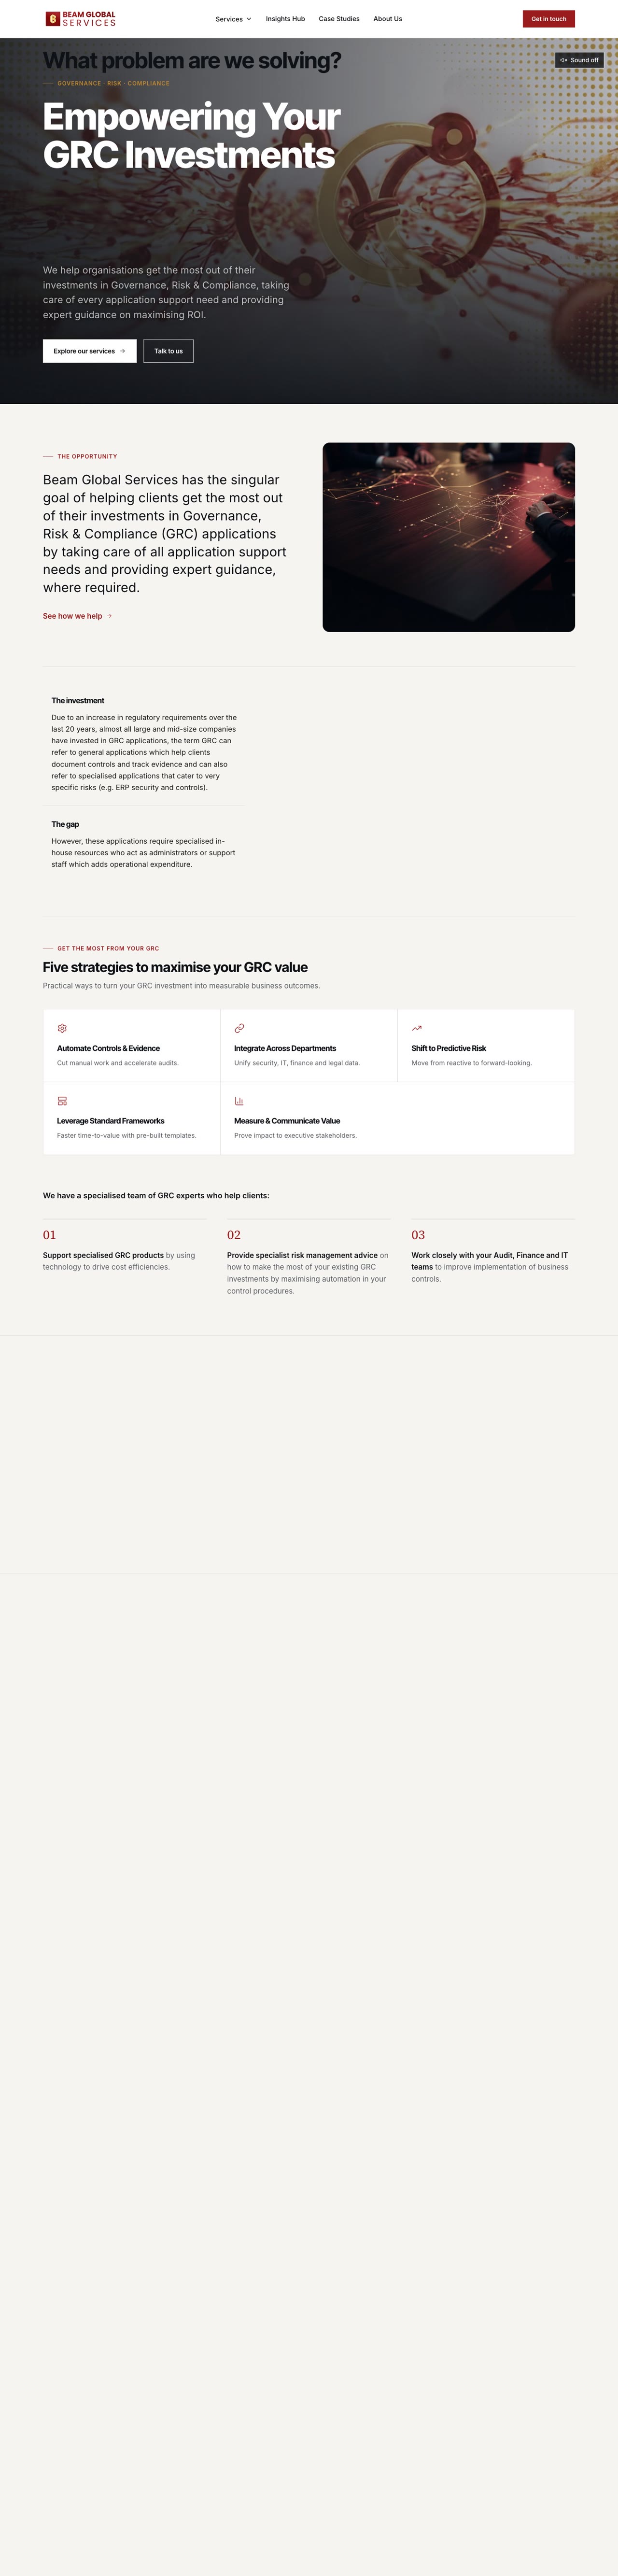 BEAM GLOBAL
SERVICES
Services
Insights Hub
Case Studies
About Us
Get in touch
What problem are we solving?
Sound off
GOVERNANCE · RISK · COMPLIANCE
Empowering Your
GRC Investments
We help organisations get the most out of their
investments in Governance, Risk & Compliance, taking
care of every application support need and providing
expert guidance on maximising ROI.
Explore our services →
Talk to us
THE OPPORTUNITY
Beam Global Services has the singular
goal of helping clients get the most out
of their investments in Governance,
Risk & Compliance (GRC) applications
by taking care of all application support
needs and providing expert guidance,
where required.
See how we help →
The investment
Due to an increase in regulatory requirements over the
last 20 years, almost all large and mid-size companies
have invested in GRC applications, the term GRC can
refer to general applications which help clients
document controls and track evidence and can also
refer to specialised applications that cater to very
specific risks (e.g. ERP security and controls).
The gap
However, these applications require specialised in-
house resources who act as administrators or support
staff which adds operational expenditure.
GET THE MOST FROM YOUR GRC
Five strategies to maximise your GRC value
Practical ways to turn your GRC investment into measurable business outcomes.
Automate Controls & Evidence
Cut manual work and accelerate audits.
Integrate Across Departments
Unify security, IT, finance and legal data.
Shift to Predictive Risk
Move from reactive to forward-looking.
Leverage Standard Frameworks
Faster time-to-value with pre-built templates.
Measure & Communicate Value
Prove impact to executive stakeholders.
We have a specialised team of GRC experts who help clients:
01
Support specialised GRC products by using
technology to drive cost efficiencies.
02
Provide specialist risk management advice on
how to make the most of your existing GRC
investments by maximising automation in your
control procedures.
03
Work closely with your Audit, Finance and IT
teams to improve implementation of business
controls.